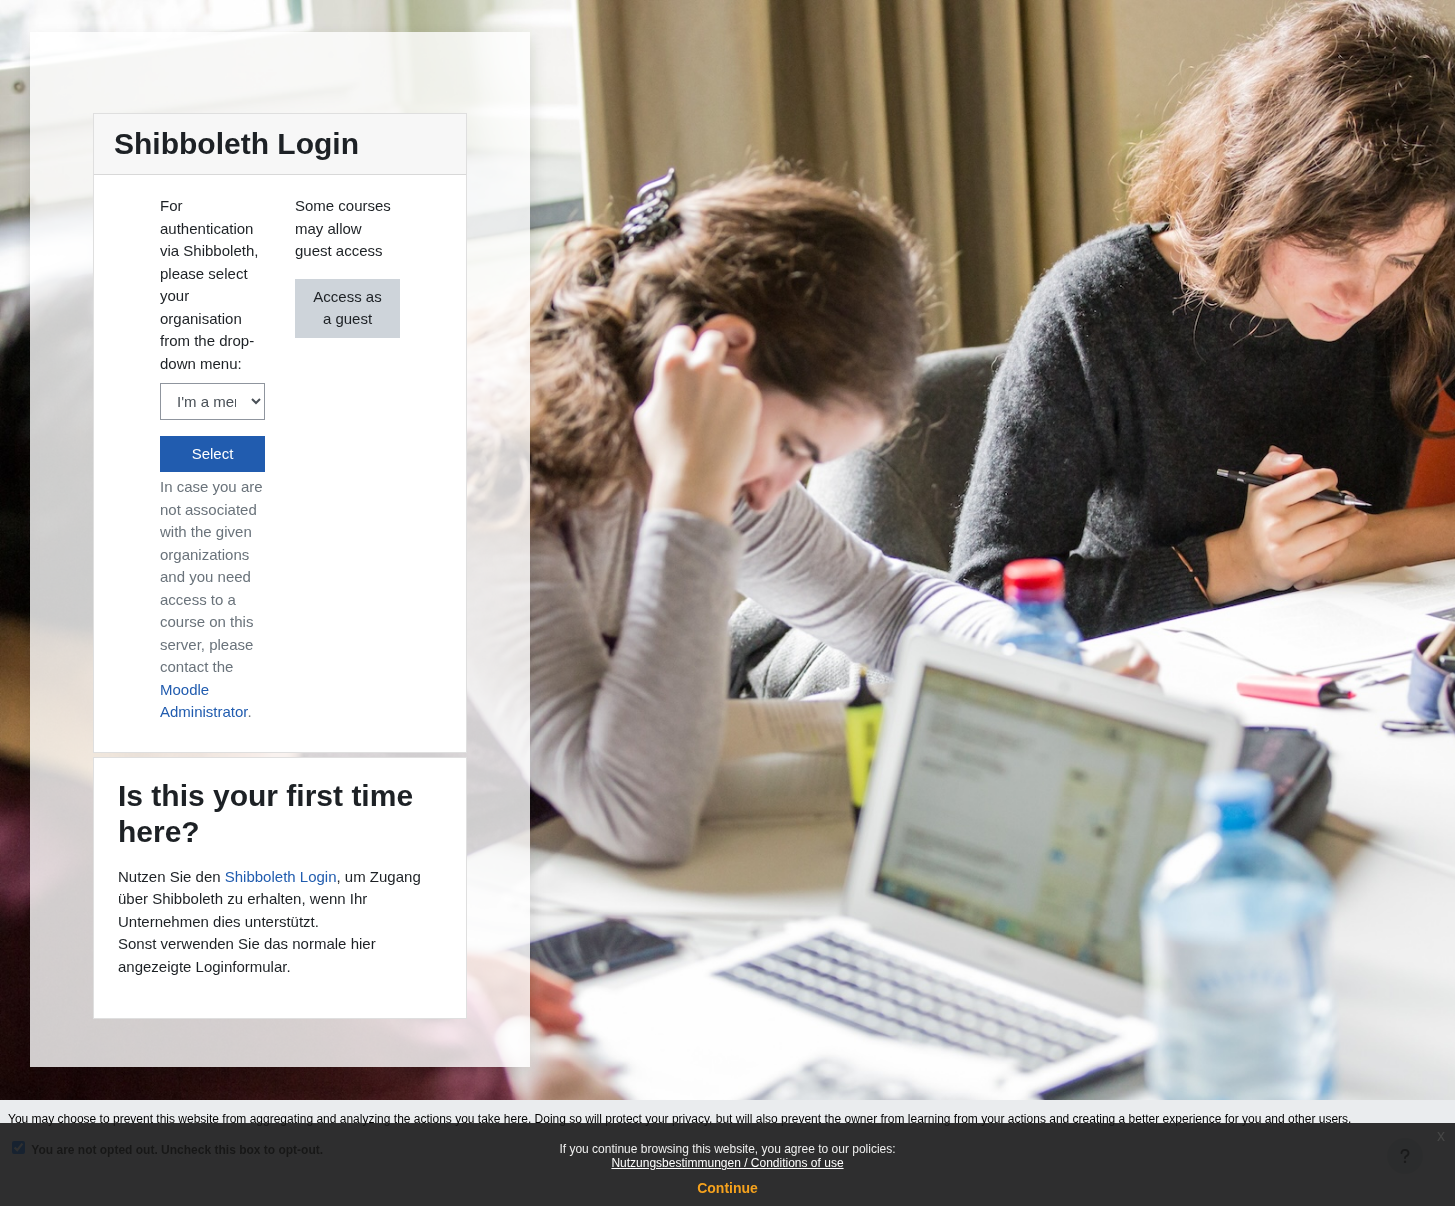 Shibboleth Login
For
authentication
via Shibboleth,
please select
your
organisation
from the drop-
down menu:
I'm a mer
Select
In case you are
not associated
with the given
organizations
and you need
access to a
course on this
server, please
contact the
Moodle
Administrator.
Some courses
may allow
guest access
Access as
a guest
Is this your first time
here?
Nutzen Sie den Shibboleth Login, um Zugang
über Shibboleth zu erhalten, wenn Ihr
Unternehmen dies unterstützt.
Sonst verwenden Sie das normale hier
angezeigte Loginformular.
You may choose to prevent this website from aggregating and analyzing the actions you take here. Doing so will protect your privacy, but will also prevent the owner from learning from your actions and creating a better experience for you and other users.
You are not opted out. Uncheck this box to opt-out.
If you continue browsing this website, you agree to our policies:
Nutzungsbestimmungen / Conditions of use
Continue
x
?